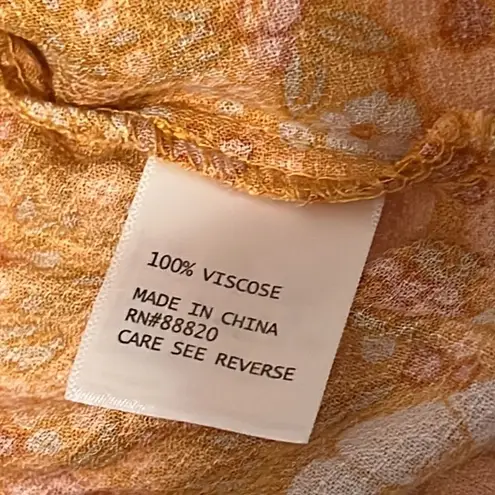 100% VISCOSE
MADE IN CHINA
RN#88820
CARE SEE REVERSE